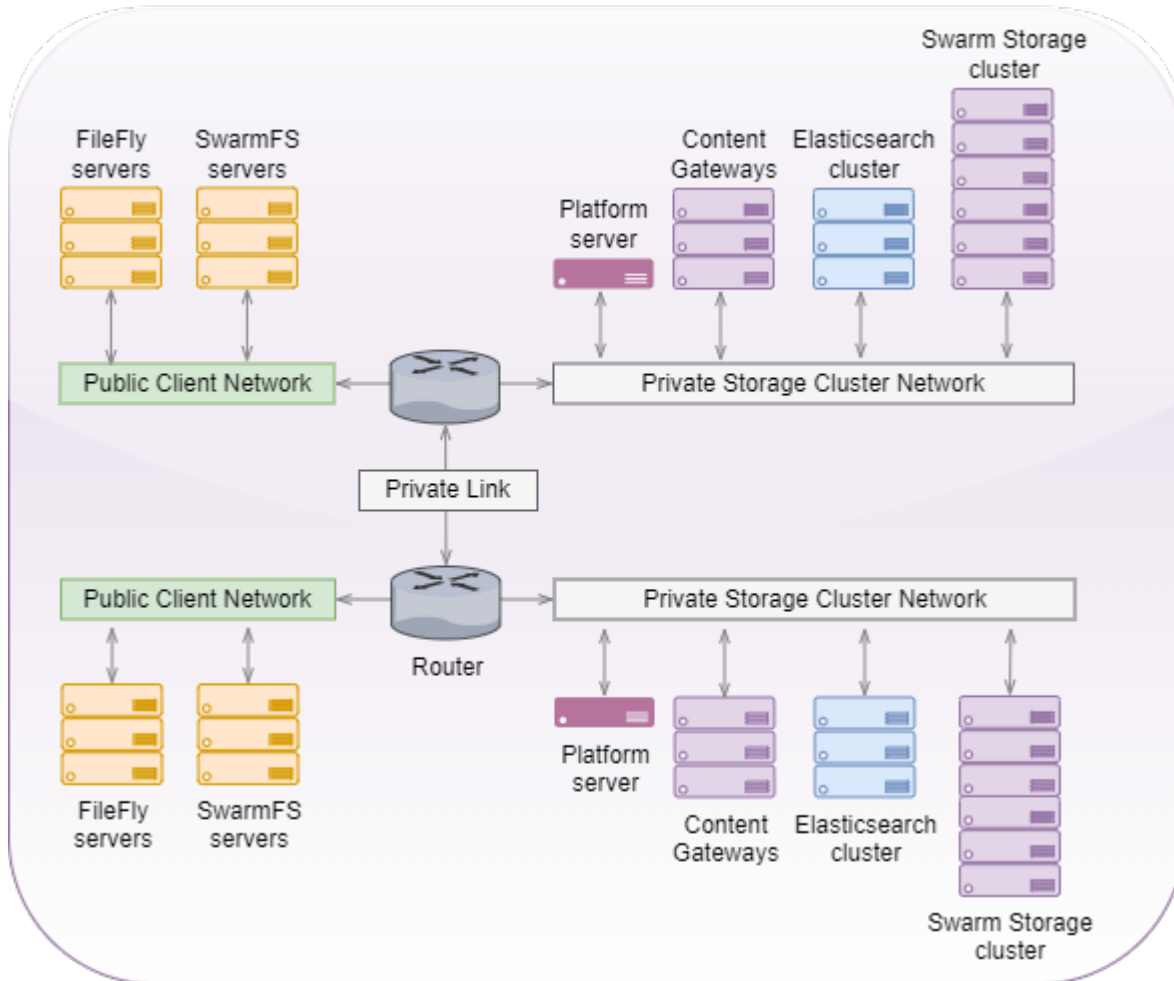 Swarm Storage
cluster
FileFly
servers
SwarmFS
servers
Content
Gateways
Elasticsearch
cluster
Platform
server
Public Client Network
Private Storage Cluster Network
Private Link
Public Client Network
Private Storage Cluster Network
Router
FileFly
servers
SwarmFS
servers
Platform
server
Content
Gateways
Elasticsearch
cluster
Swarm Storage
cluster